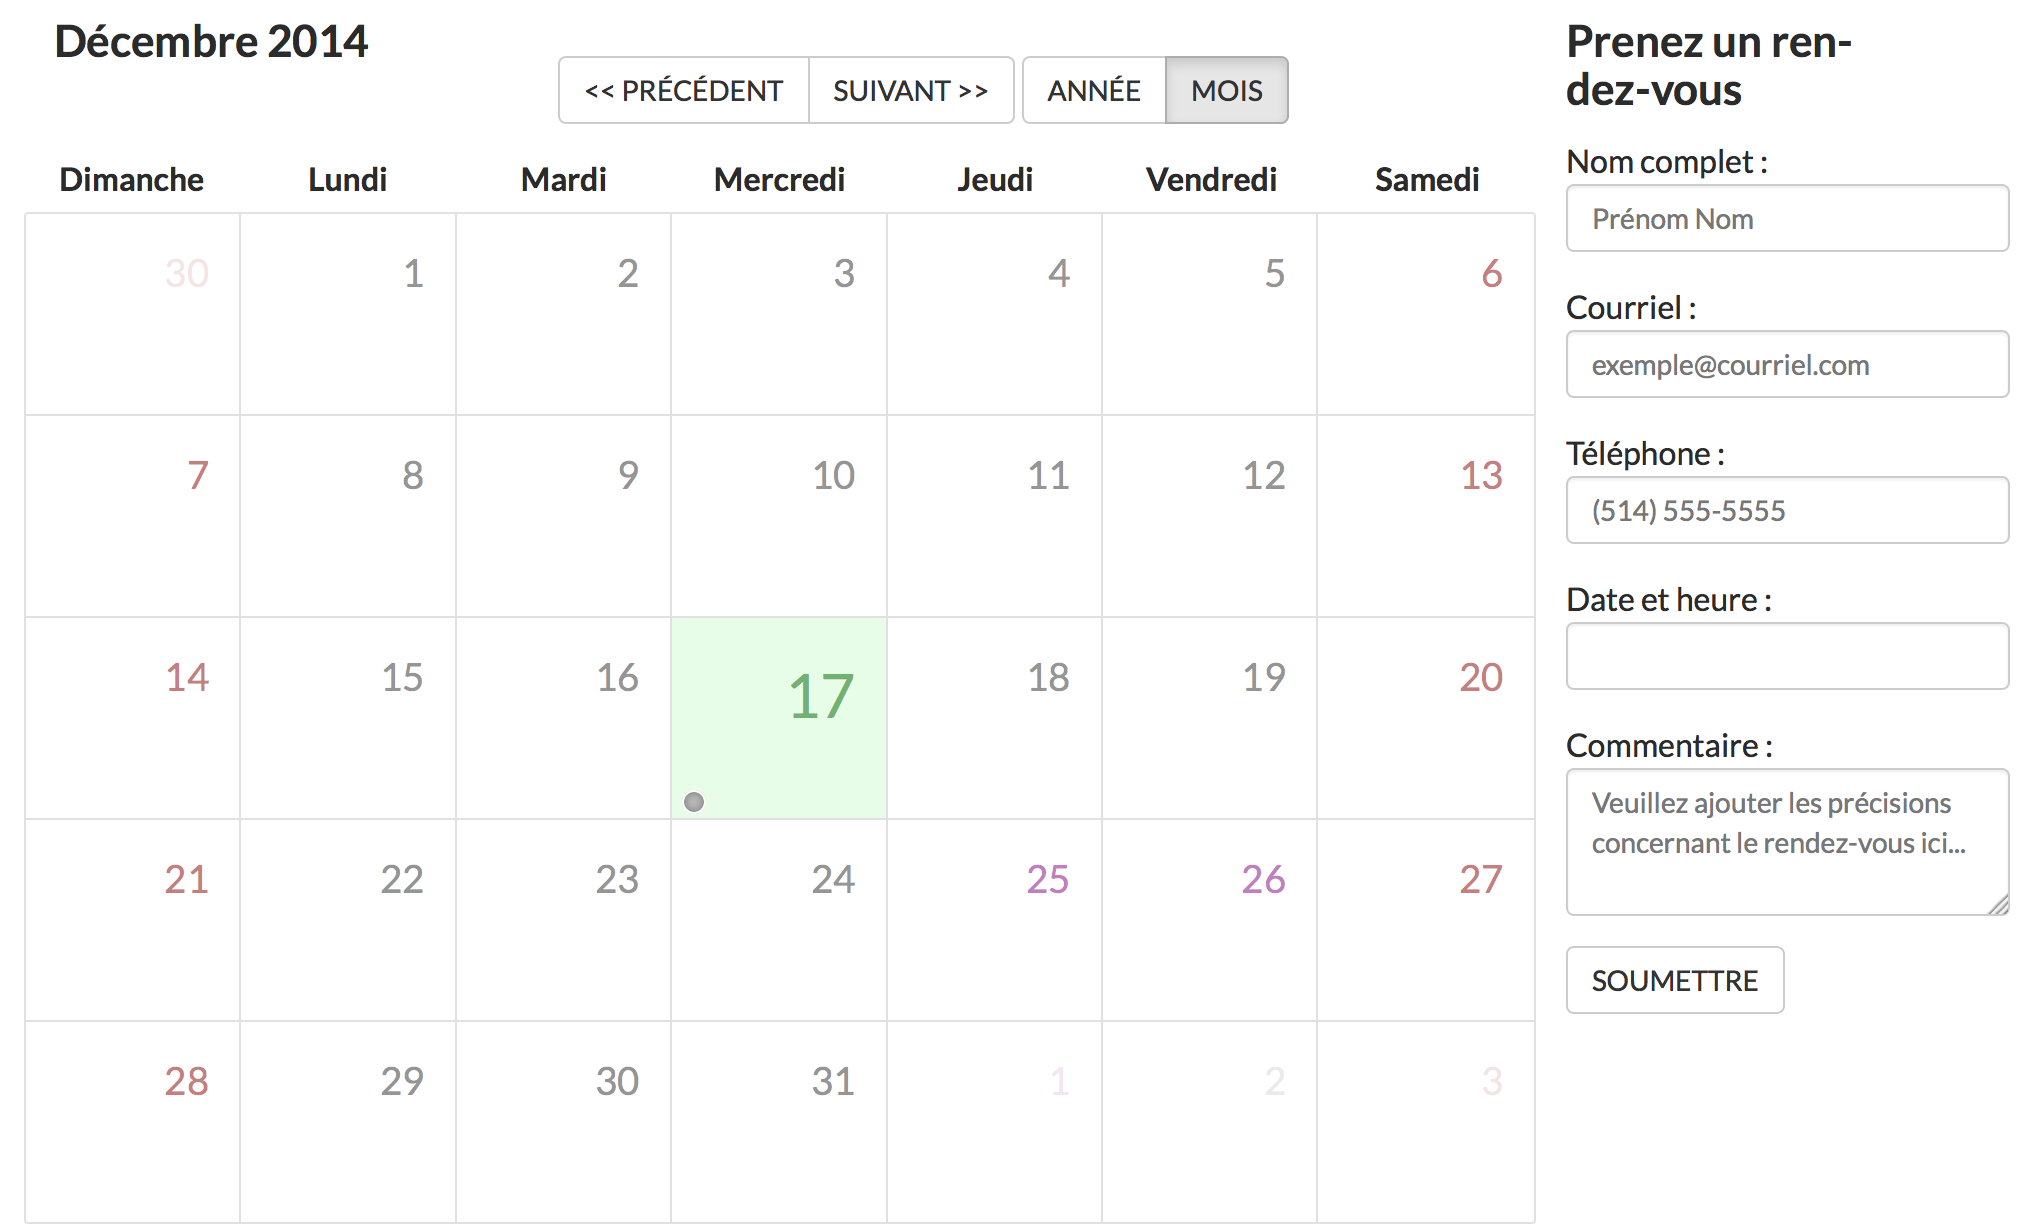 Décembre 2014
<< PRÉCÉDENT SUIVANT >> ANNÉE MOIS
Dimanche Lundi Mardi Mercredi Jeudi Vendredi Samedi
30 1 2 3 4 5 6
7 8 9 10 11 12 13
14 15 16 17 18 19 20
21 22 23 24 25 26 27
28 29 30 31 1 2 3
Prenez un ren-
dez-vous
Nom complet :
Prénom Nom
Courriel :
exemple@courriel.com
Téléphone :
(514) 555-5555
Date et heure :
Commentaire :
Veuillez ajouter les précisions
concernant le rendez-vous ici...
SOUMETTRE